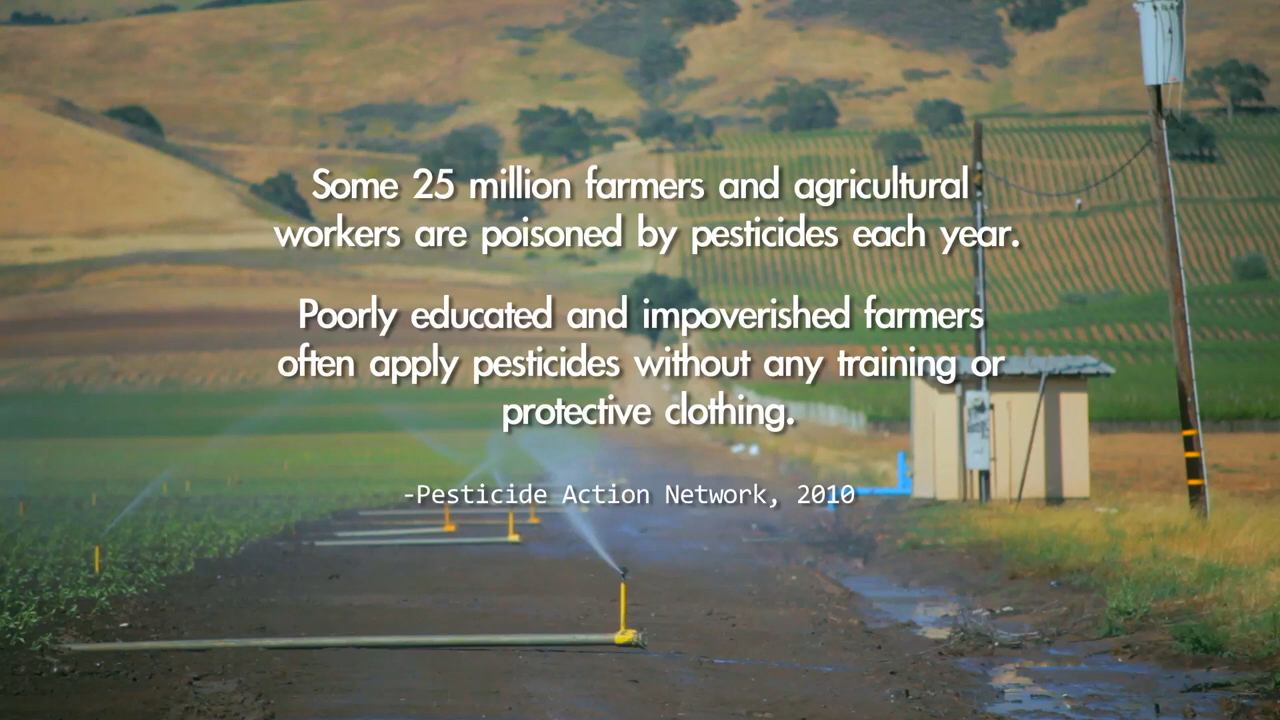 Some 25 million farmers and agricultural
workers are poisoned by pesticides each year.
Poorly educated and impoverished farmers
often apply pesticides without any training or
protective clothing.
-Pesticide Action Network, 2010